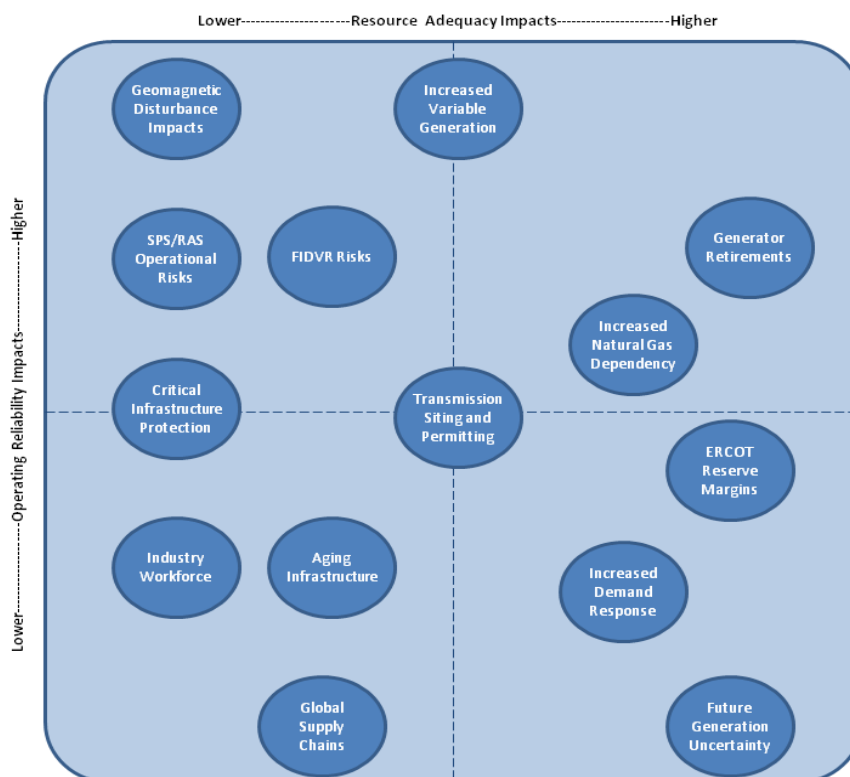 Lower----------------------Resource Adequacy Impacts----------------------Higher
Lower----------------------Operating Reliability Impacts----------------------Higher
Geomagnetic
Disturbance
Impacts
Increased
Variable
Generation
SPS/RAS
Operational
Risks
FIDVR Risks
Generator
Retirements
Increased
Natural Gas
Dependency
Critical
Infrastructure
Protection
Transmission
Siting and
Permitting
ERCOT
Reserve
Margins
Industry
Workforce
Aging
Infrastructure
Increased
Demand
Response
Global
Supply
Chains
Future
Generation
Uncertainty